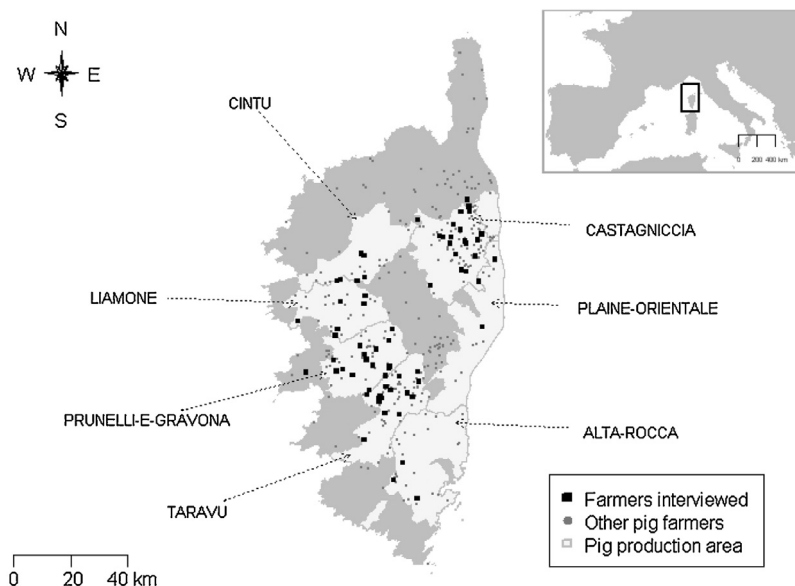 N
W E
S
CINTU
0 200 400 km
CASTAGNICCIA
LIAMONE
PLAINE-ORIENTALE
PRUNELLI-E-GRAVONA
ALTA-ROCCA
TARAVU
Farmers interviewed
Other pig farmers
Pig production area
0 20 40 km